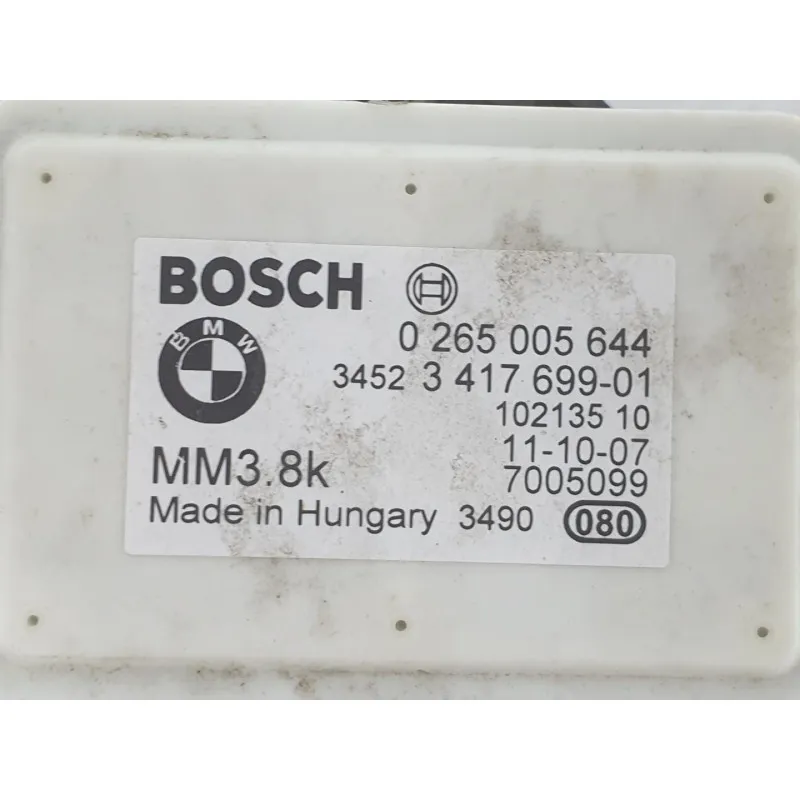 BOSCH
BMW
0 265 005 644
3452 3 417 699-01
102135 10
11-10-07
MM3.8k
7005099
Made in Hungary 3490 080